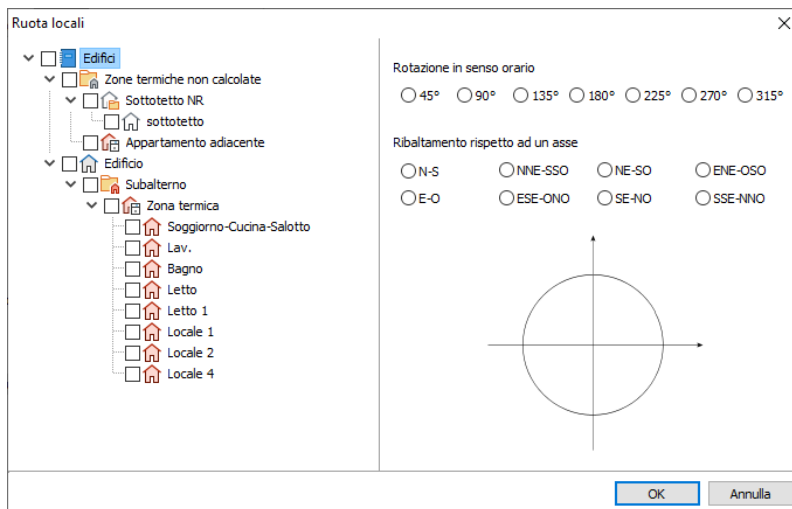 Ruota locali
Edifici
Zone termiche non calcolate
Sottotetto NR
sottotetto
Appartamento adiacente
Edificio
Subalterno
Zona termica
Soggiorno-Cucina-Salotto
Lav.
Bagno
Letto
Letto 1
Locale 1
Locale 2
Locale 4
Rotazione in senso orario
45° 90° 135° 180° 225° 270° 315°
Ribaltamento rispetto ad un asse
N-S NNE-SSO NE-SO ENE-OSO
E-O ESE-ONO SE-NO SSE-NNO
OK Annulla